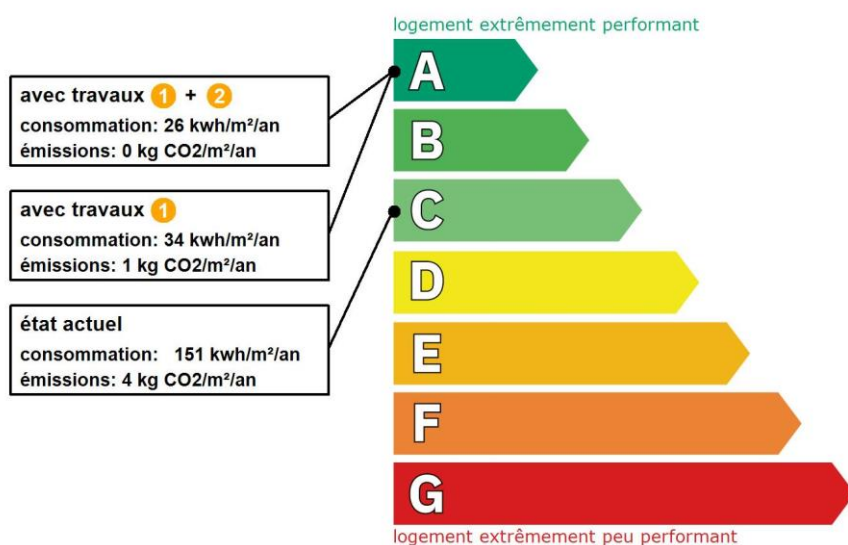 logement extrêmement performant
avec travaux 1 + 2
consommation: 26 kwh/m²/an
émissions: 0 kg CO2/m²/an
avec travaux 1
consommation: 34 kwh/m²/an
émissions: 1 kg CO2/m²/an
état actuel
consommation: 151 kwh/m²/an
émissions: 4 kg CO2/m²/an
A
B
C
D
E
F
G
logement extrêmement peu performant